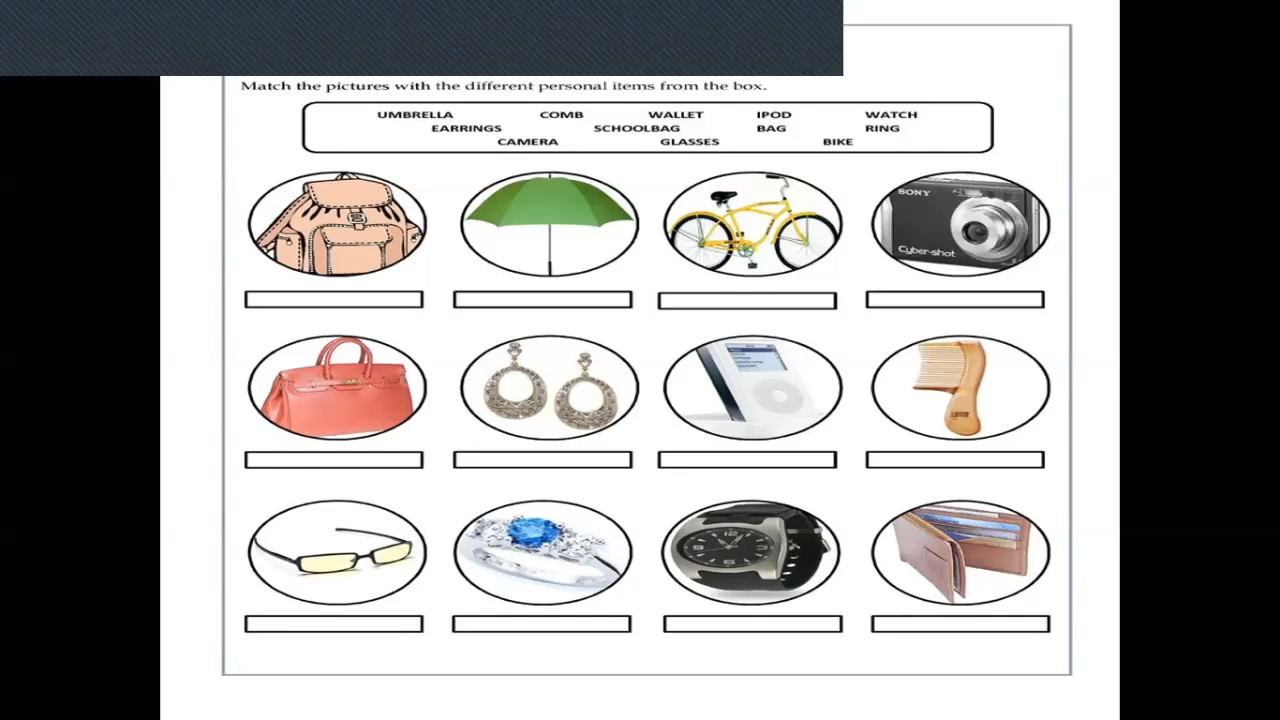 Match the pictures with the different personal items from the box.
UMBRELLA COMB WALLET IPOD WATCH
EARRINGS SCHOOLBAG BAG RING
CAMERA GLASSES BIKE
SONY
Cyber-shot